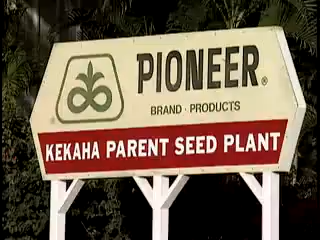 PIONEER®
BRAND · PRODUCTS
KEKAHA PARENT SEED PLANT